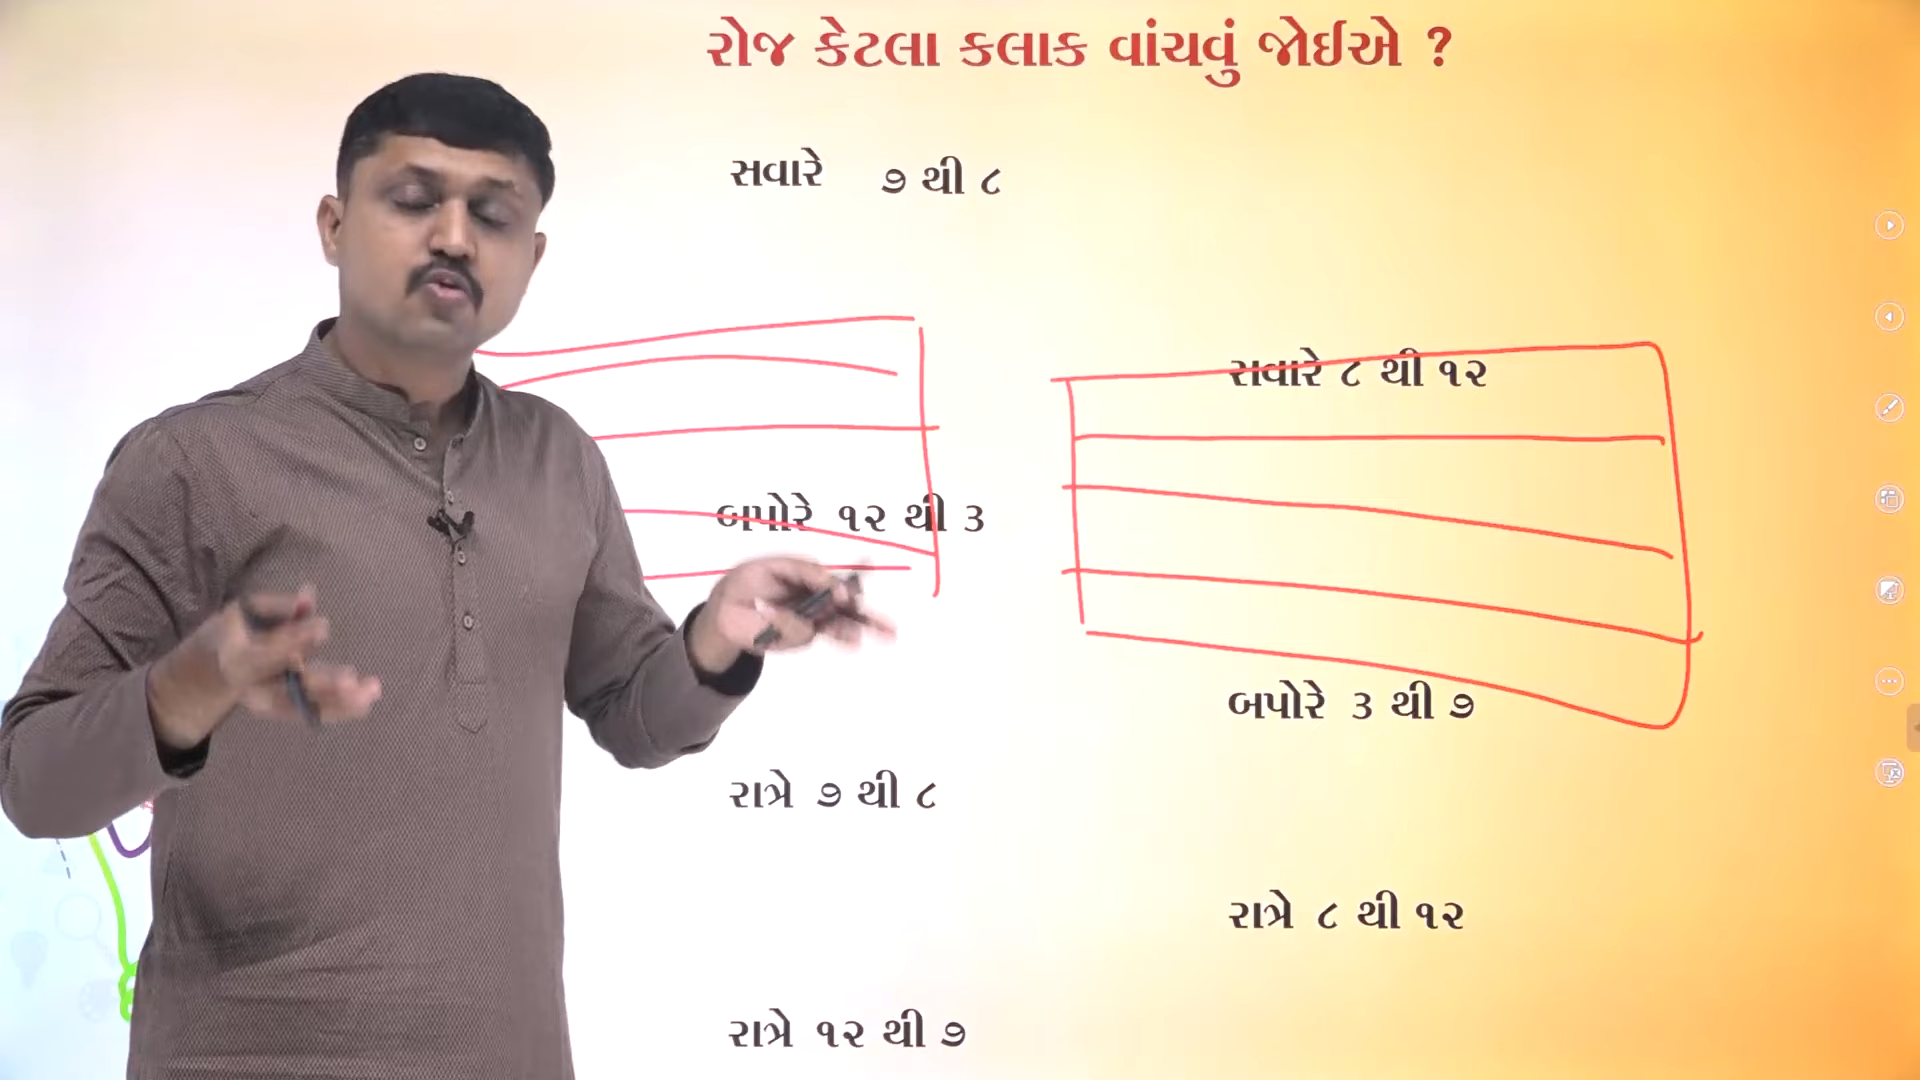 રોજ કેટલા કલાક વાંચવું જોઈએ ?
સવારે ૭ થી ૮
સવારે ૮ થી ૧૨
બપોરે ૧૨ થી ૩
બપોરે ૩ થી ૭
રાત્રે ૭ થી ૮
રાત્રે ૮ થી ૧૨
રાત્રે ૧૨ થી ૭